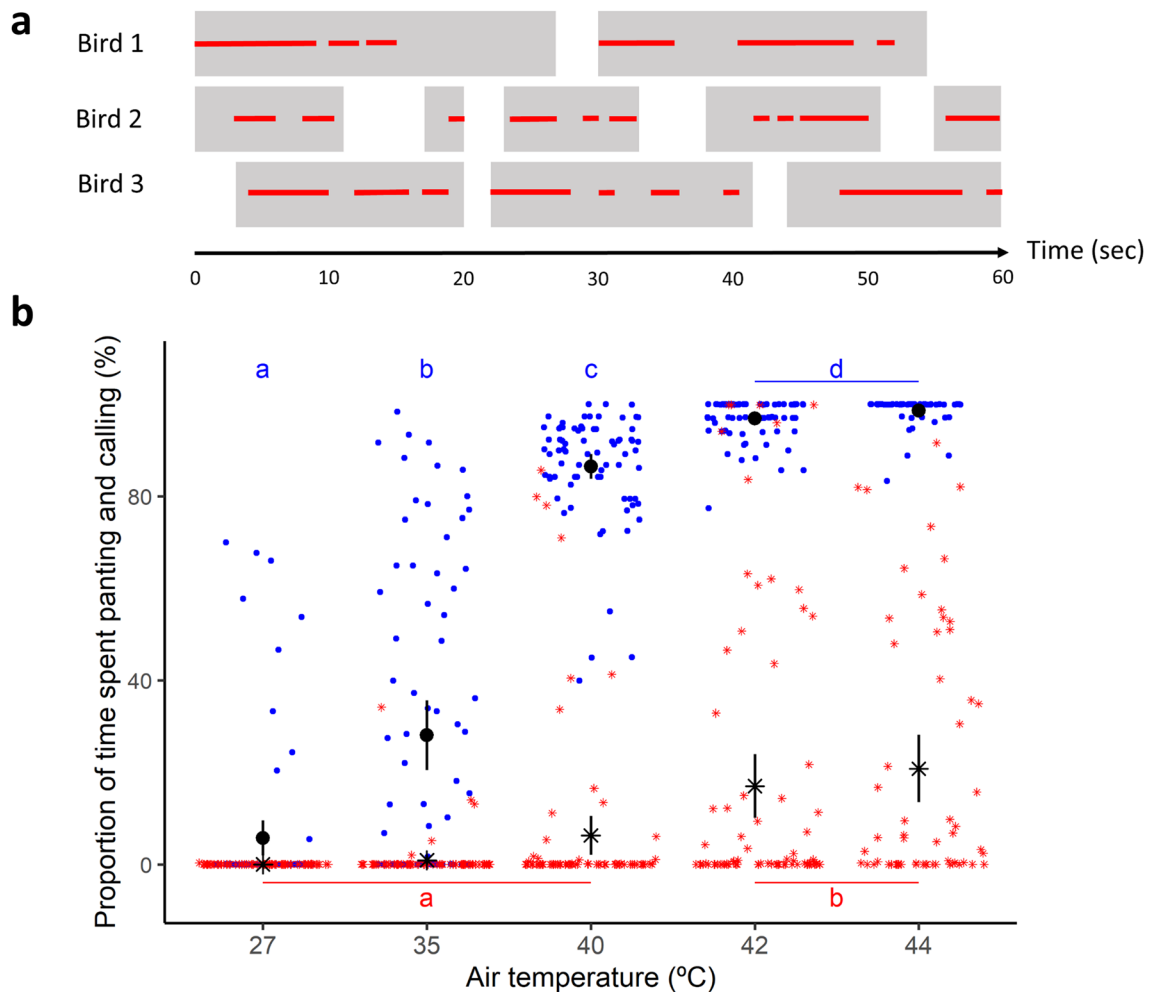 a
Bird 1
Bird 2
Bird 3
Time (sec)
0 10 20 30 40 50 60
b
Proportion of time spent panting and calling (%)
80
40
0
a b c d
a b
27 35 40 42 44
Air temperature (ºC)